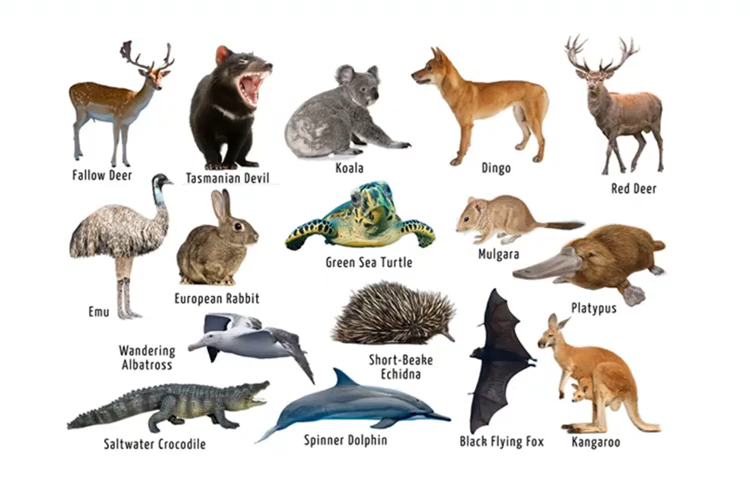 Fallow Deer
Tasmanian Devil
Koala
Dingo
Red Deer
Emu
European Rabbit
Green Sea Turtle
Mulgara
Platypus
Wandering
Albatross
Short-Beake
Echidna
Saltwater Crocodile
Spinner Dolphin
Black Flying Fox
Kangaroo